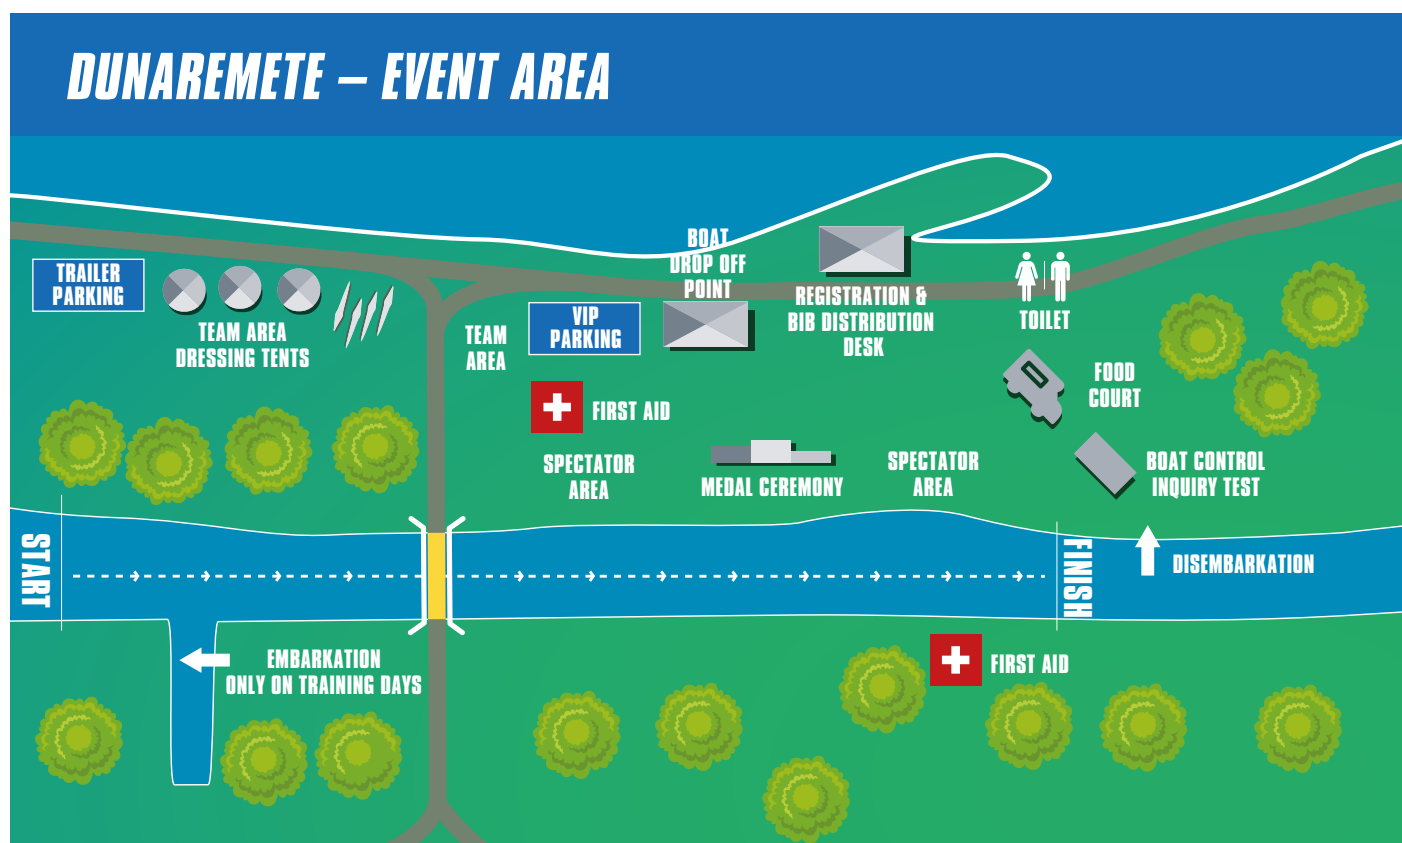 DUNAREMETE – EVENT AREA
TRAILER
PARKING
TEAM AREA
DRESSING TENTS
TEAM
AREA
VIP
PARKING
BOAT
DROP OFF
POINT
REGISTRATION &
BIB DISTRIBUTION
DESK
TOILET
FOOD
COURT
FIRST AID
SPECTATOR
AREA
MEDAL CEREMONY
SPECTATOR
AREA
BOAT CONTROL
INQUIRY TEST
START
FINISH
DISEMBARKATION
EMBARKATION
ONLY ON TRAINING DAYS
FIRST AID